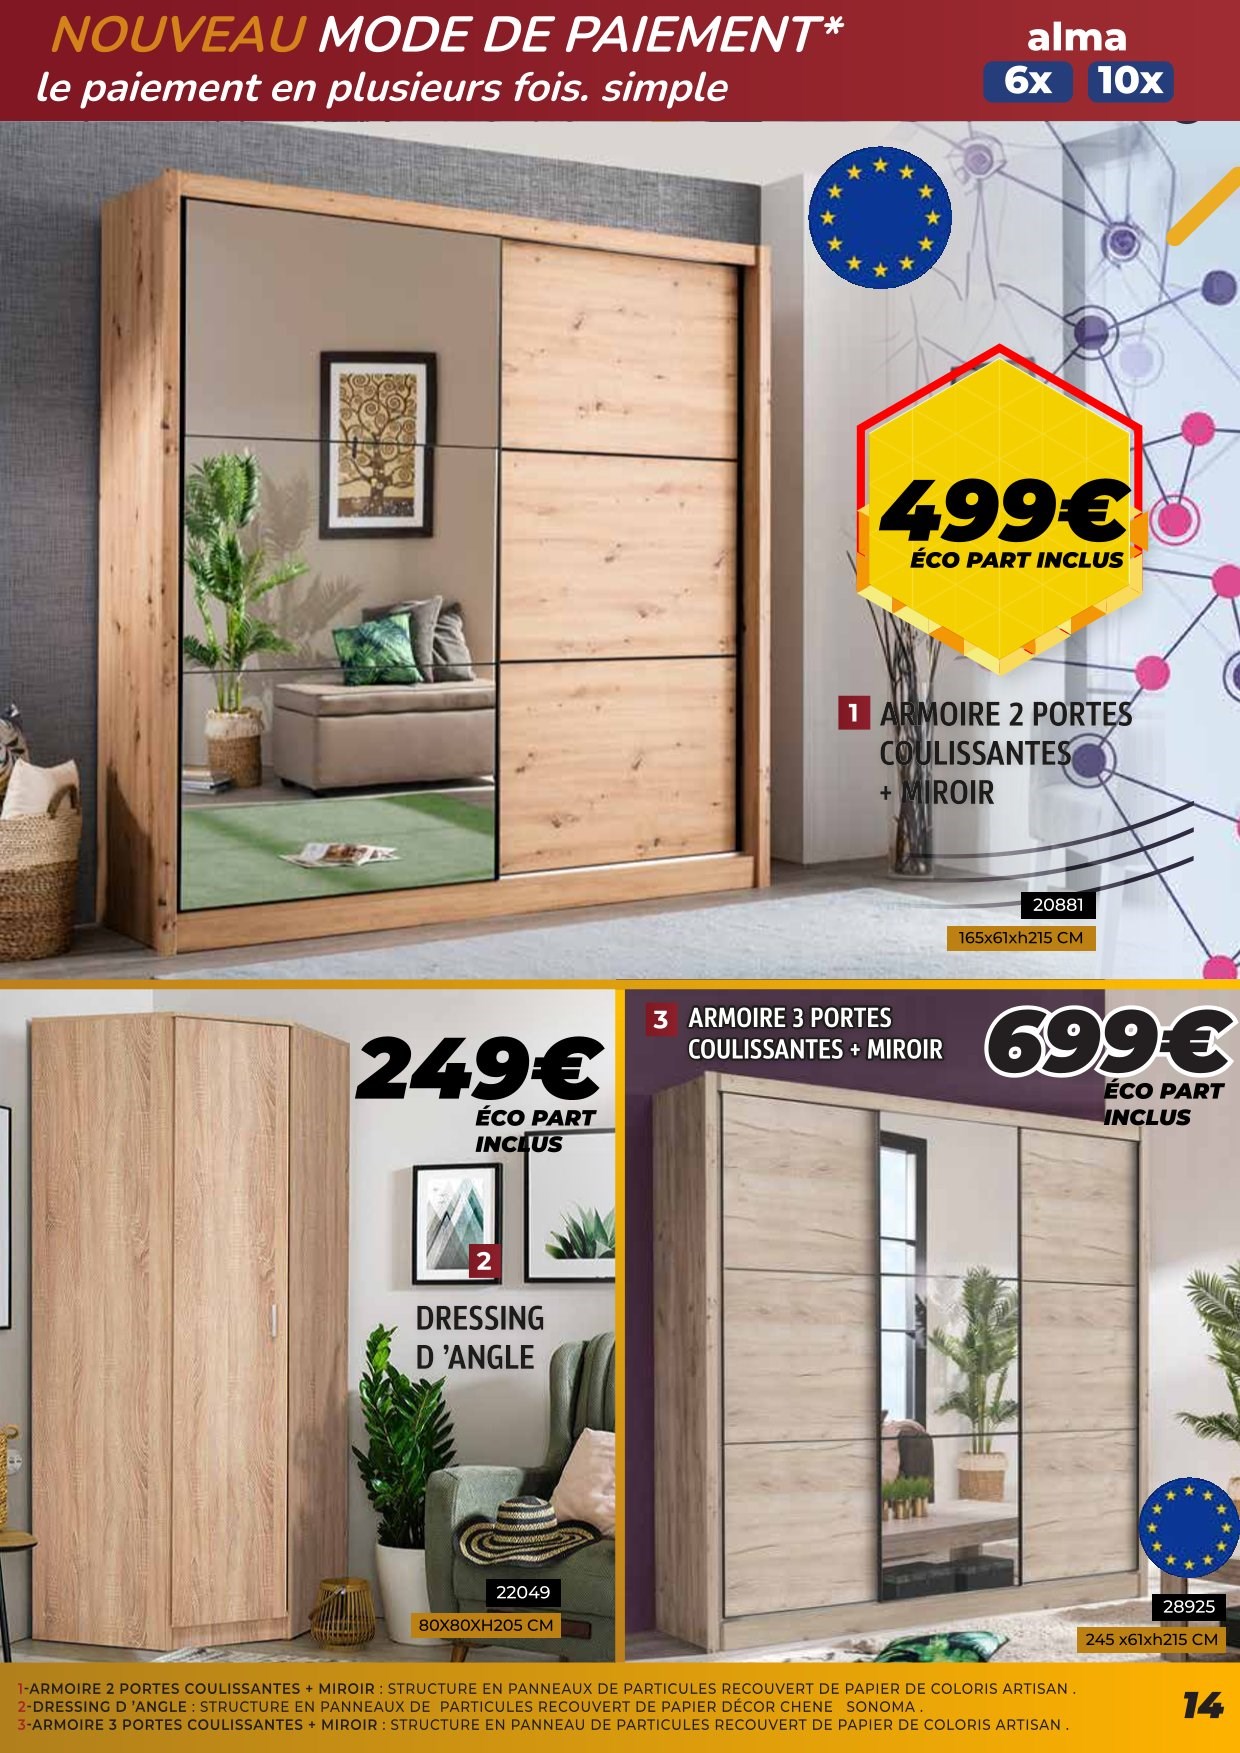 NOUVEAU MODE DE PAIEMENT*
le paiement en plusieurs fois. simple
alma
6x 10x
499€
ÉCO PART INCLUS
1 ARMOIRE 2 PORTES
COULISSANTES
+ MIROIR
20881
165x61xh215 CM
249€
ÉCO PART
INCLUS
2
DRESSING
D 'ANGLE
22049
80X80XH205 CM
3 ARMOIRE 3 PORTES
COULISSANTES + MIROIR
699€
ÉCO PART
INCLUS
28925
245 x61xh215 CM
1-ARMOIRE 2 PORTES COULISSANTES + MIROIR : STRUCTURE EN PANNEAUX DE PARTICULES RECOUVERT DE PAPIER DE COLORIS ARTISAN .
2-DRESSING D 'ANGLE : STRUCTURE EN PANNEAUX DE PARTICULES RECOUVERT DE PAPIER DÉCOR CHENE SONOMA .
3-ARMOIRE 3 PORTES COULISSANTES + MIROIR : STRUCTURE EN PANNEAU DE PARTICULES RECOUVERT DE PAPIER DE COLORIS ARTISAN .
14